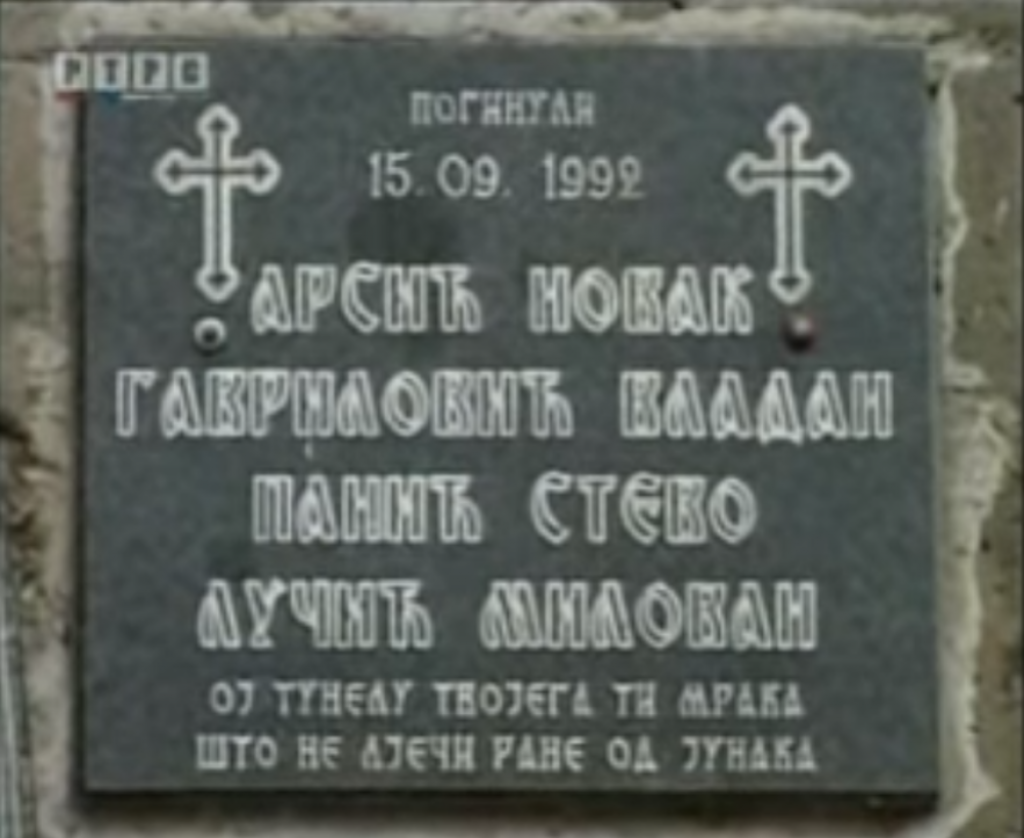 РТРС
ПОГИНУЛИ
15. 09. 1992
АРСИЋ НОВАК
ГАВРИЛОВИЋ ВЛАДАН
ПАНИЋ СТЕВО
ЛУЧИЋ МИЛОВАН
ОЈ ТУНЕЛУ ТВОЈЕГА ТИ МРАКА
ШТО НЕ ЛЈЕЧИ РАНЕ ОД ЈУНАКА